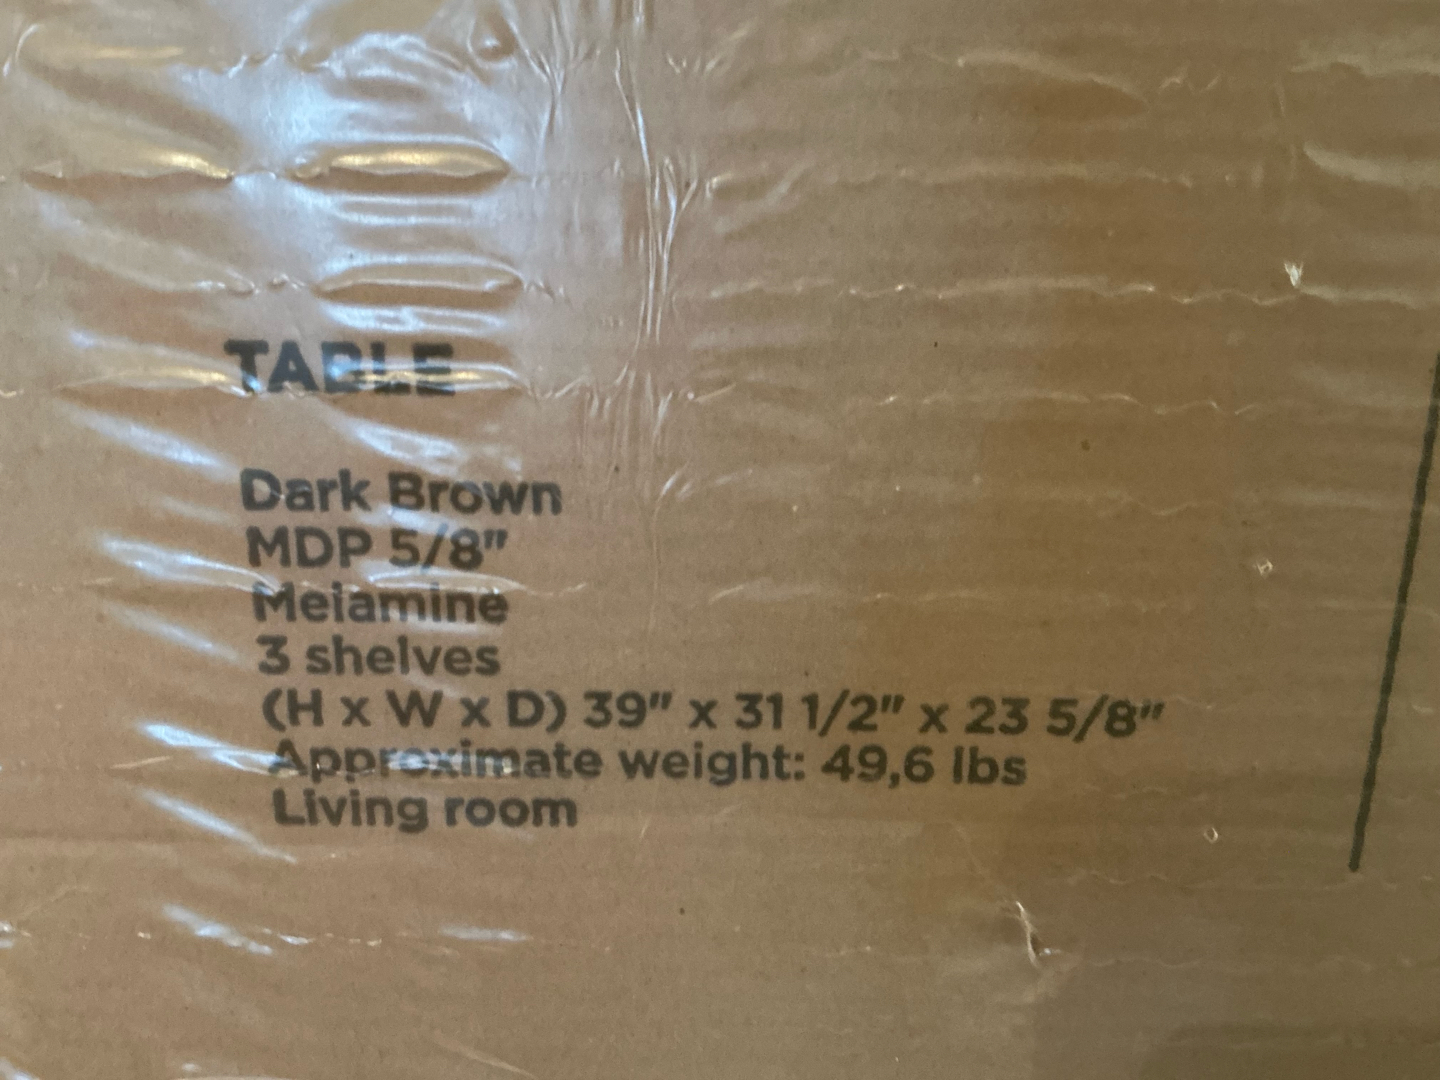 TABLE
Dark Brown
MDP 5/8"
Melamine
3 shelves
(H x W x D) 39" x 31 1/2" x 23 5/8"
Approximate weight: 49,6 lbs
Living room